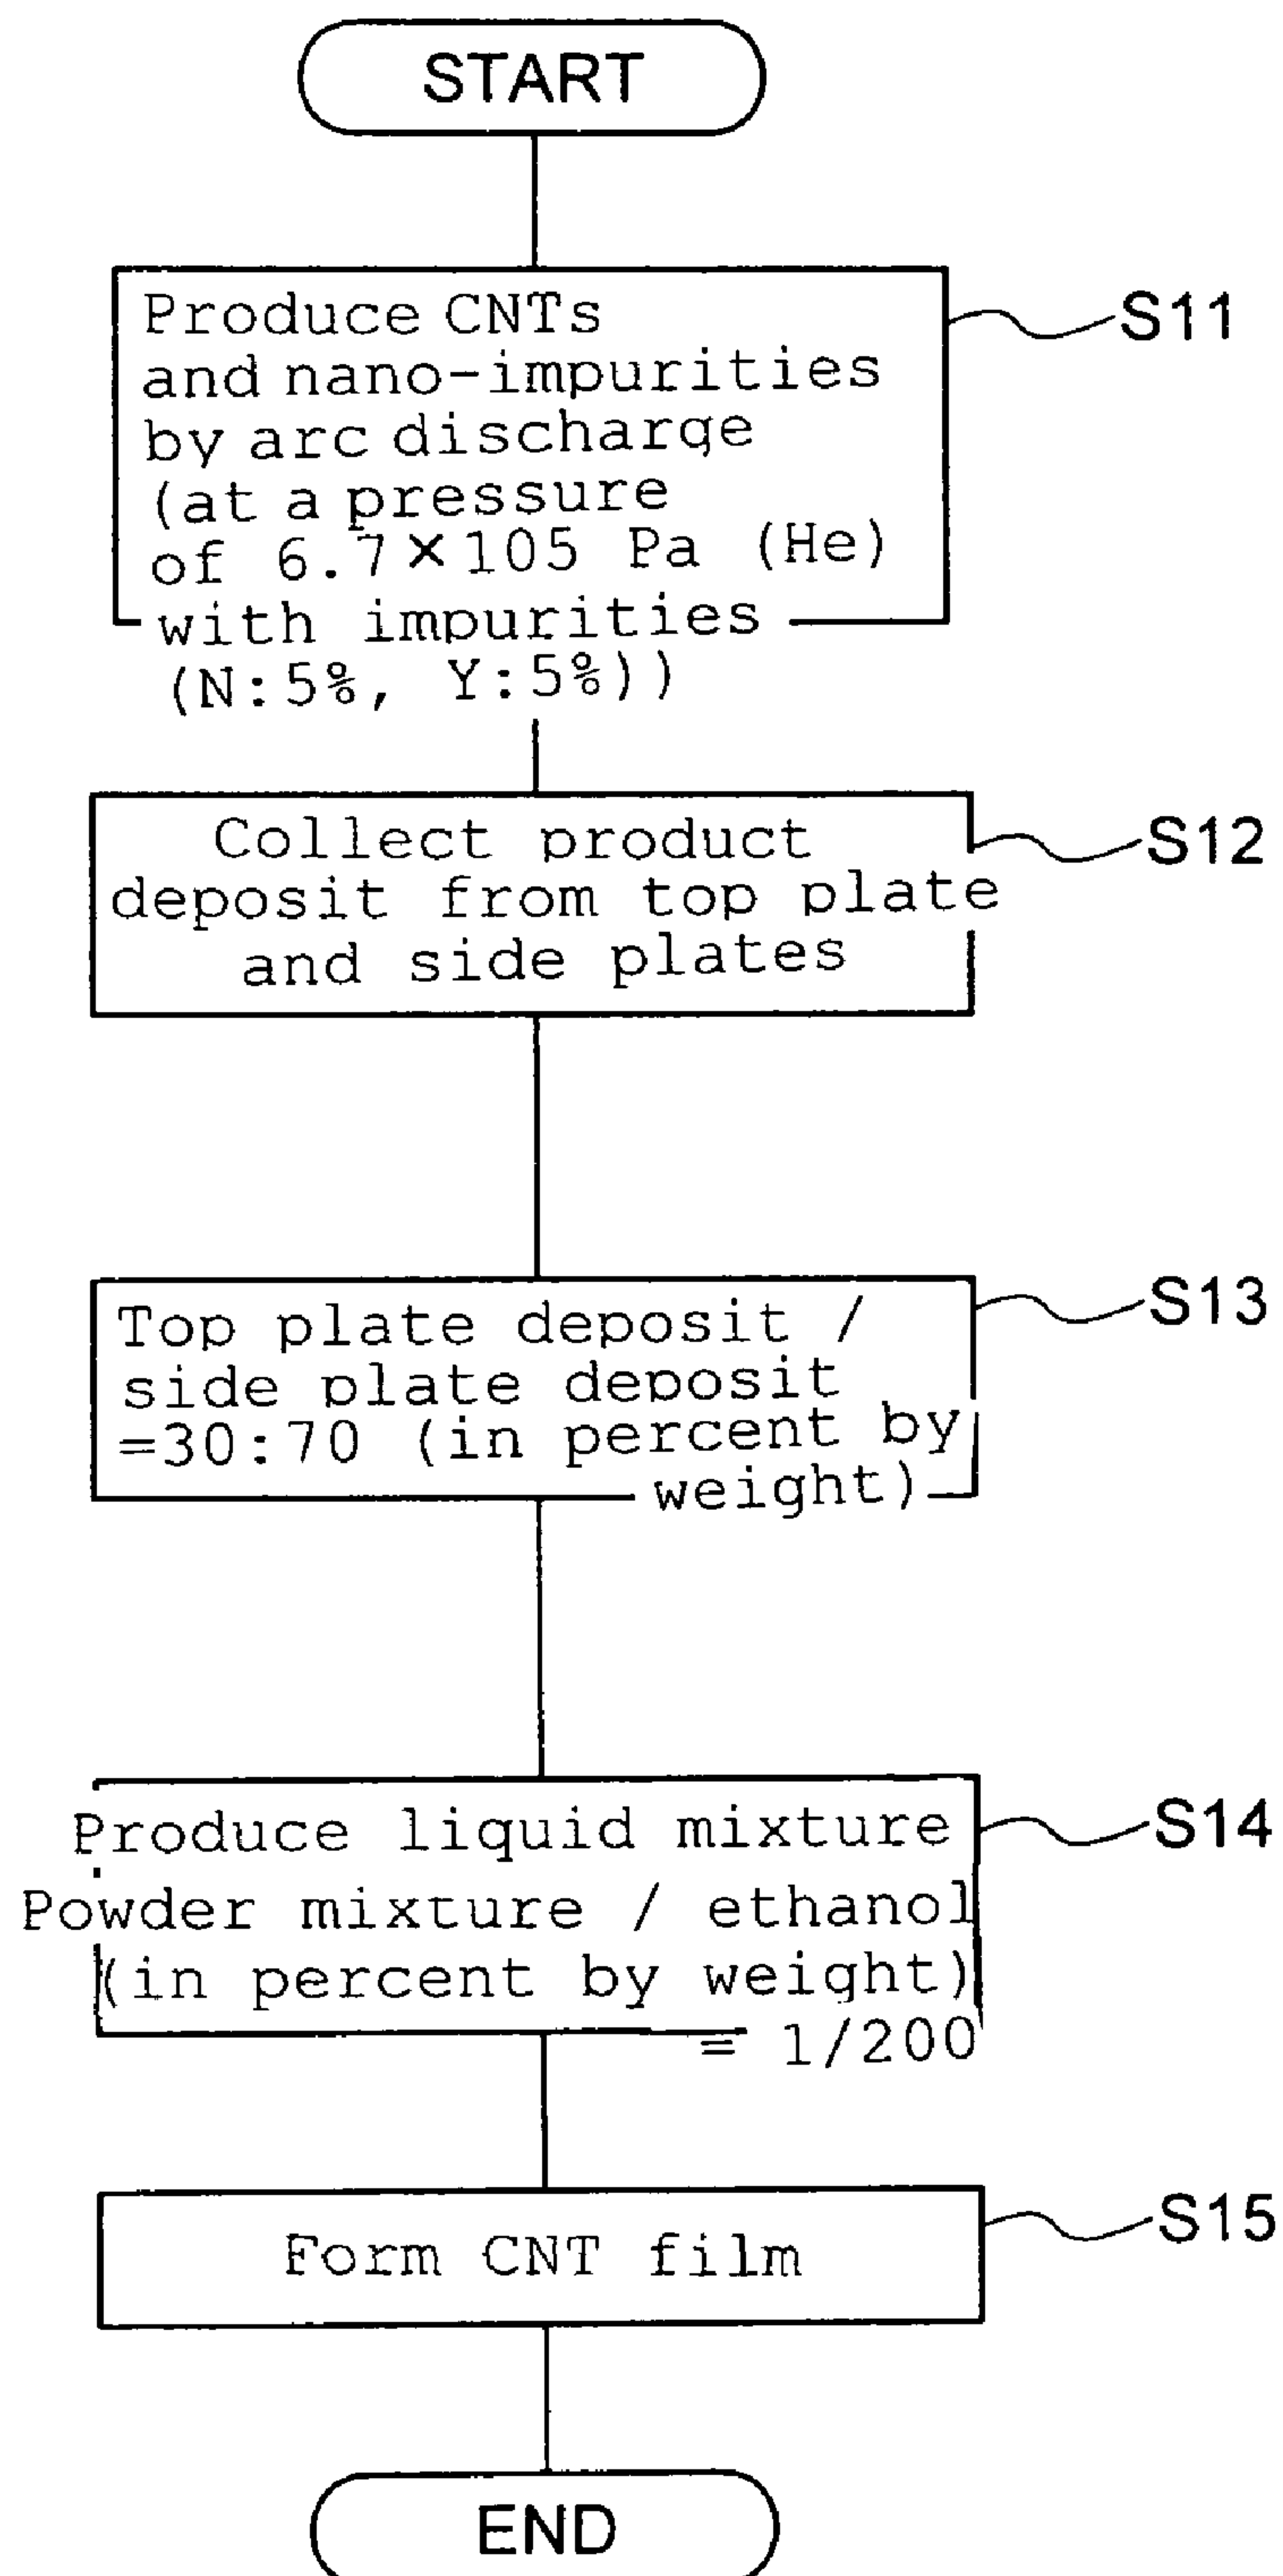 START
Produce CNTs
and nano-impurities
by arc discharge
(at a pressure
of 6.7×105 Pa (He)
with impurities
(N:5%, Y:5%))
S11
Collect product
deposit from top plate
and side plates
S12
Top plate deposit /
side plate deposit
=30:70 (in percent by
weight)
S13
Produce liquid mixture
Powder mixture / ethanol
(in percent by weight)
= 1/200
S14
Form CNT film
S15
END